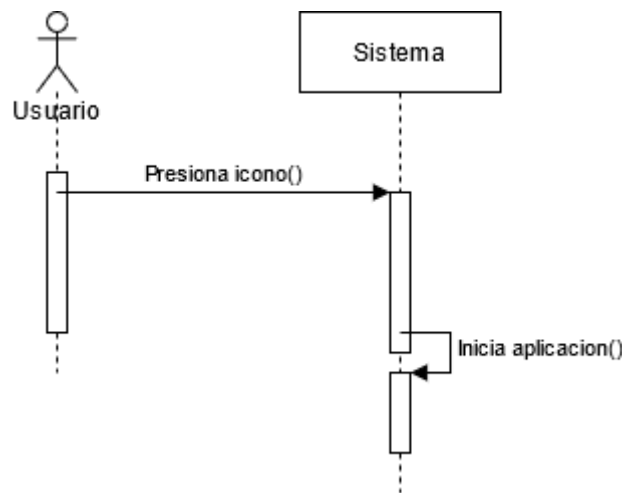 Sistema
Usuario
Presiona icono()
Inicia aplicacion()